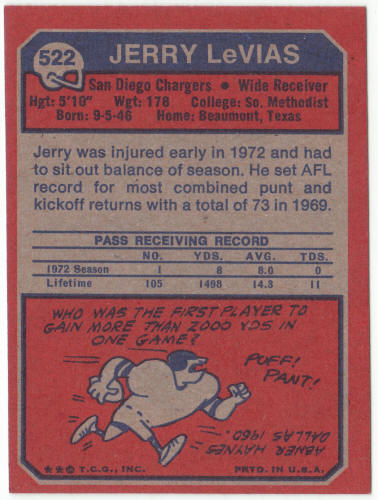 522
JERRY LeVIAS
San Diego Chargers • Wide Receiver
Hgt: 5'10" Wgt: 178 College: So. Methodist
Born: 9-5-46 Home: Beaumont, Texas
Jerry was injured early in 1972 and had
to sit out balance of season. He set AFL
record for most combined punt and
kickoff returns with a total of 73 in 1969.
PASS RECEIVING RECORD
NO. YDS. AVG. TDS.
1972 Season 1 8 8.0 0
Lifetime 105 1498 14.3 11
WHO WAS THE FIRST PLAYER TO
GAIN MORE THAN 2000 YDS IN
ONE GAME?
PUFF!
PANT!
ABNER HAYNES
DALLAS 1960.
★★ © T.C.G., INC. PRTD. IN U.S.A.